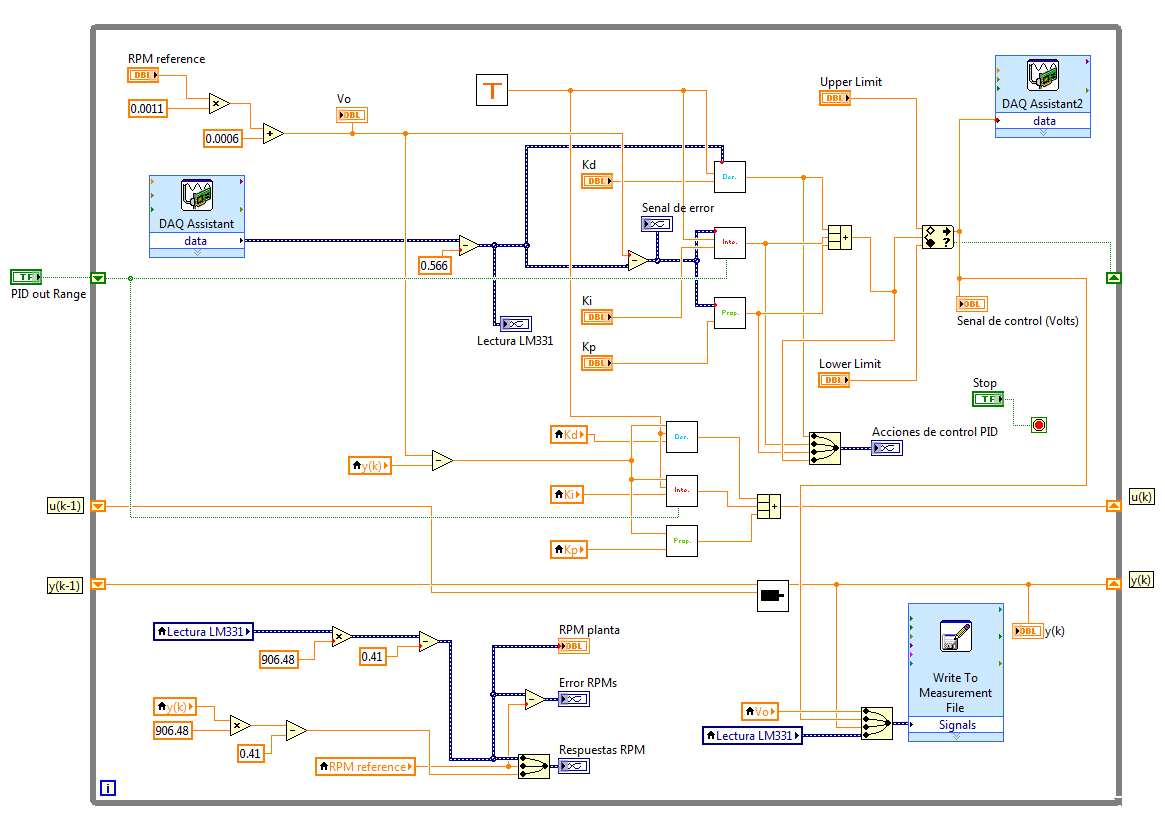 RPM reference
DBL
0.0011
×
0.0006
+
Vo
DBL
T
Upper Limit
DBL
DAQ Assistant2
data
DAQ Assistant
data
Kd
DBL
Der.
Senal de error
−
0.566
−
Inte.
+
?
TF
PID out Range
Lectura LM331
Ki
DBL
Prop.
DBL
Senal de control (Volts)
Kp
DBL
Lower Limit
DBL
Stop
TF
Acciones de control PID
Kd
Der.
y(k)
−
Ki
Inte.
u(k-1)
+
u(k)
Kp
Prop.
y(k-1)
y(k)
Lectura LM331
×
906.48
−
0.41
RPM planta
DBL
DBL
y(k)
Error RPMs
−
Write To
Measurement
File
Signals
y(k)
×
906.48
−
0.41
Vo
Lectura LM331
RPM reference
Respuestas RPM
i